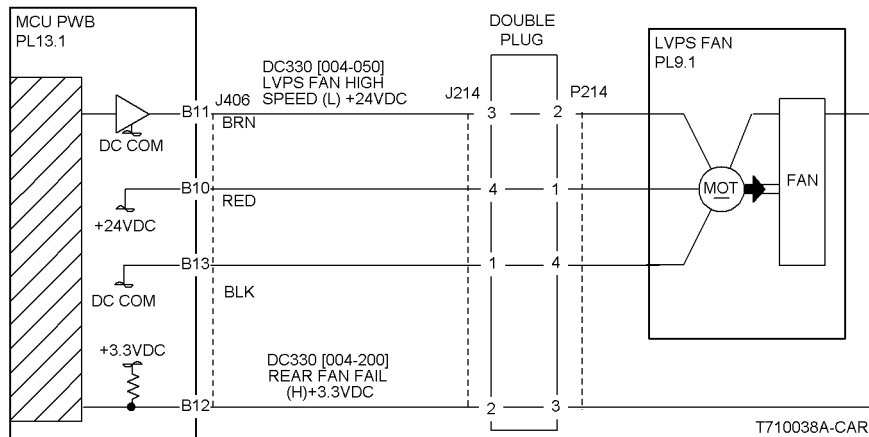 MCU PWB
PL13.1
DOUBLE
PLUG
LVPS FAN
PL9.1
DC330 [004-050]
LVPS FAN HIGH
SPEED (L) +24VDC
B11
J406
BRN
J214
3
2
P214
DC COM
B10
RED
4
1
MOT
FAN
+24VDC
B13
BLK
1
4
DC COM
+3.3VDC
DC330 [004-200]
REAR FAN FAIL
(H)+3.3VDC
B12
2
3
T710038A-CAR